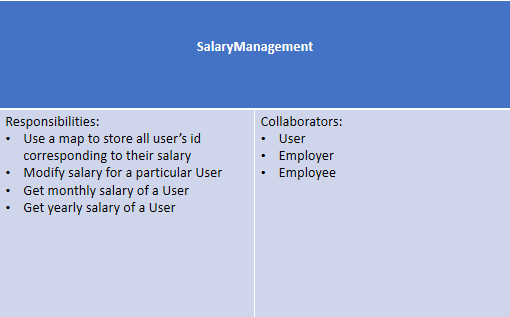 SalaryManagement
Responsibilities:
• Use a map to store all user’s id
corresponding to their salary
• Modify salary for a particular User
• Get monthly salary of a User
• Get yearly salary of a User
Collaborators:
• User
• Employer
• Employee